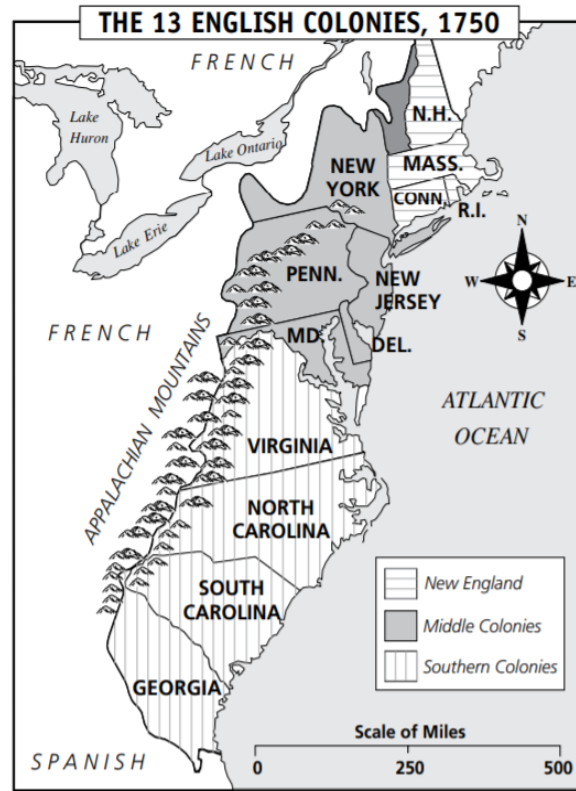 THE 13 ENGLISH COLONIES, 1750
FRENCH
Lake
Huron
Lake Ontario
Lake Erie
N.H.
MASS.
NEW
YORK
CONN.
R.I.
N
W
E
S
PENN.
NEW
JERSEY
FRENCH
MD.
DEL.
APPALACHIAN MOUNTAINS
ATLANTIC
OCEAN
VIRGINIA
NORTH
CAROLINA
SOUTH
CAROLINA
GEORGIA
New England
Middle Colonies
Southern Colonies
SPANISH
Scale of Miles
0 250 500